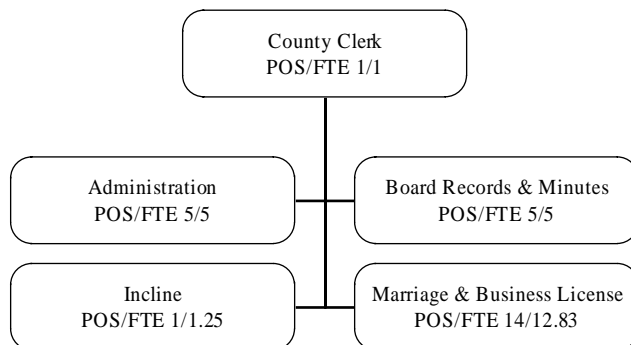 County Clerk
POS/FTE 1/1
Administration
POS/FTE 5/5
Board Records & Minutes
POS/FTE 5/5
Incline
POS/FTE 1/1.25
Marriage & Business License
POS/FTE 14/12.83